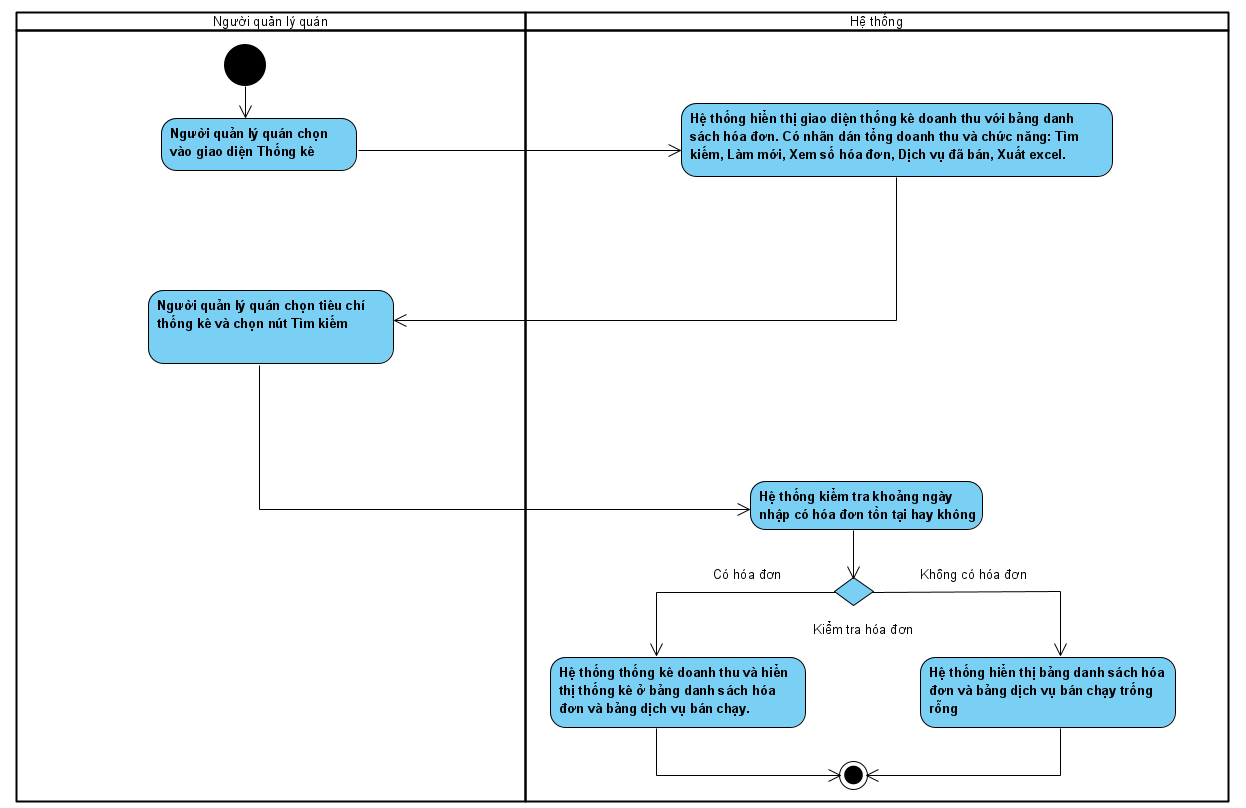 Người quản lý quán
Hệ thống
Người quản lý quán chọn
vào giao diện Thống kê
Hệ thống hiển thị giao diện thống kê doanh thu với bảng danh
sách hóa đơn. Có nhãn dán tổng doanh thu và chức năng: Tìm
kiếm, Làm mới, Xem số hóa đơn, Dịch vụ đã bán, Xuất excel.
Người quản lý quán chọn tiêu chí
thống kê và chọn nút Tìm kiếm
Hệ thống kiểm tra khoảng ngày
nhập có hóa đơn tồn tại hay không
Có hóa đơn
Không có hóa đơn
Kiểm tra hóa đơn
Hệ thống thống kê doanh thu và hiển
thị thống kê ở bảng danh sách hóa
đơn và bảng dịch vụ bán chạy.
Hệ thống hiển thị bảng danh sách hóa
đơn và bảng dịch vụ bán chạy trống
rỗng